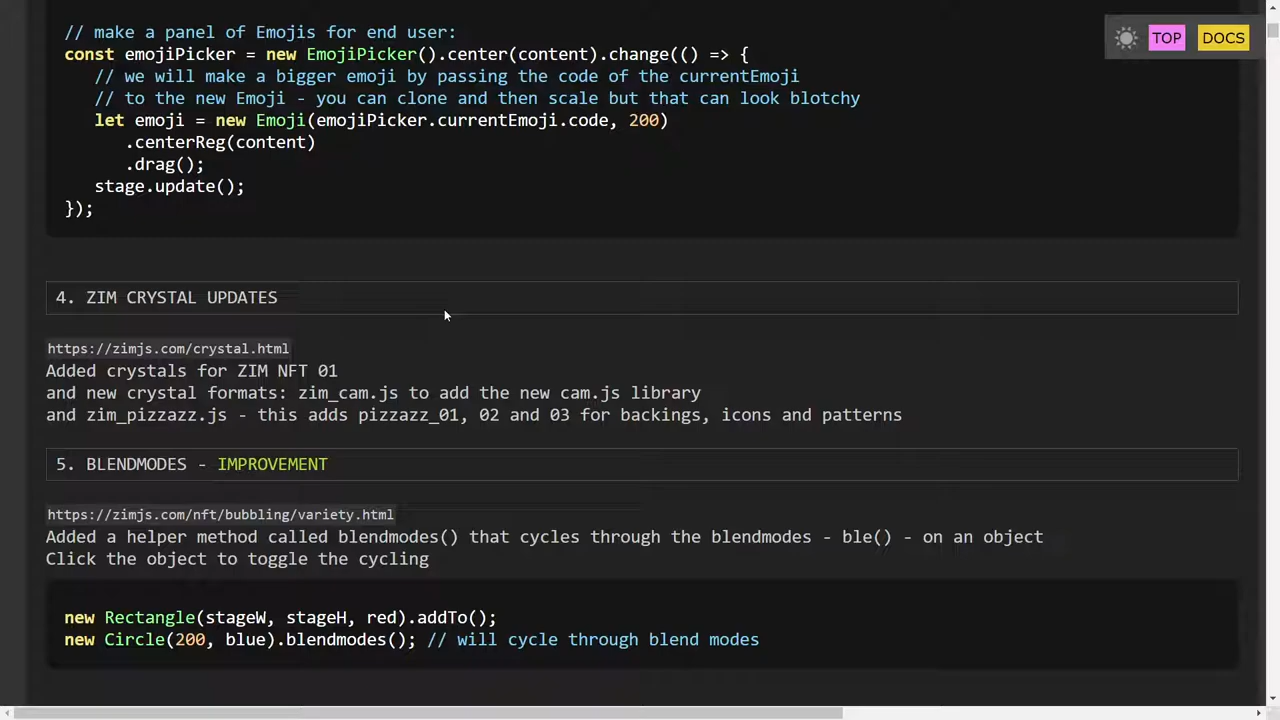 TOP
DOCS
// make a panel of Emojis for end user:
const emojiPicker = new EmojiPicker().center(content).change(() => {
// we will make a bigger emoji by passing the code of the currentEmoji
// to the new Emoji - you can clone and then scale but that can look blotchy
let emoji = new Emoji(emojiPicker.currentEmoji.code, 200)
.centerReg(content)
.drag();
stage.update();
});
4. ZIM CRYSTAL UPDATES
https://zimjs.com/crystal.html
Added crystals for ZIM NFT 01
and new crystal formats: zim_cam.js to add the new cam.js library
and zim_pizzazz.js - this adds pizzazz_01, 02 and 03 for backings, icons and patterns
5. BLENDMODES - IMPROVEMENT
https://zimjs.com/nft/bubbling/variety.html
Added a helper method called blendmodes() that cycles through the blendmodes - ble() - on an object
Click the object to toggle the cycling
new Rectangle(stageW, stageH, red).addTo();
new Circle(200, blue).blendmodes(); // will cycle through blend modes